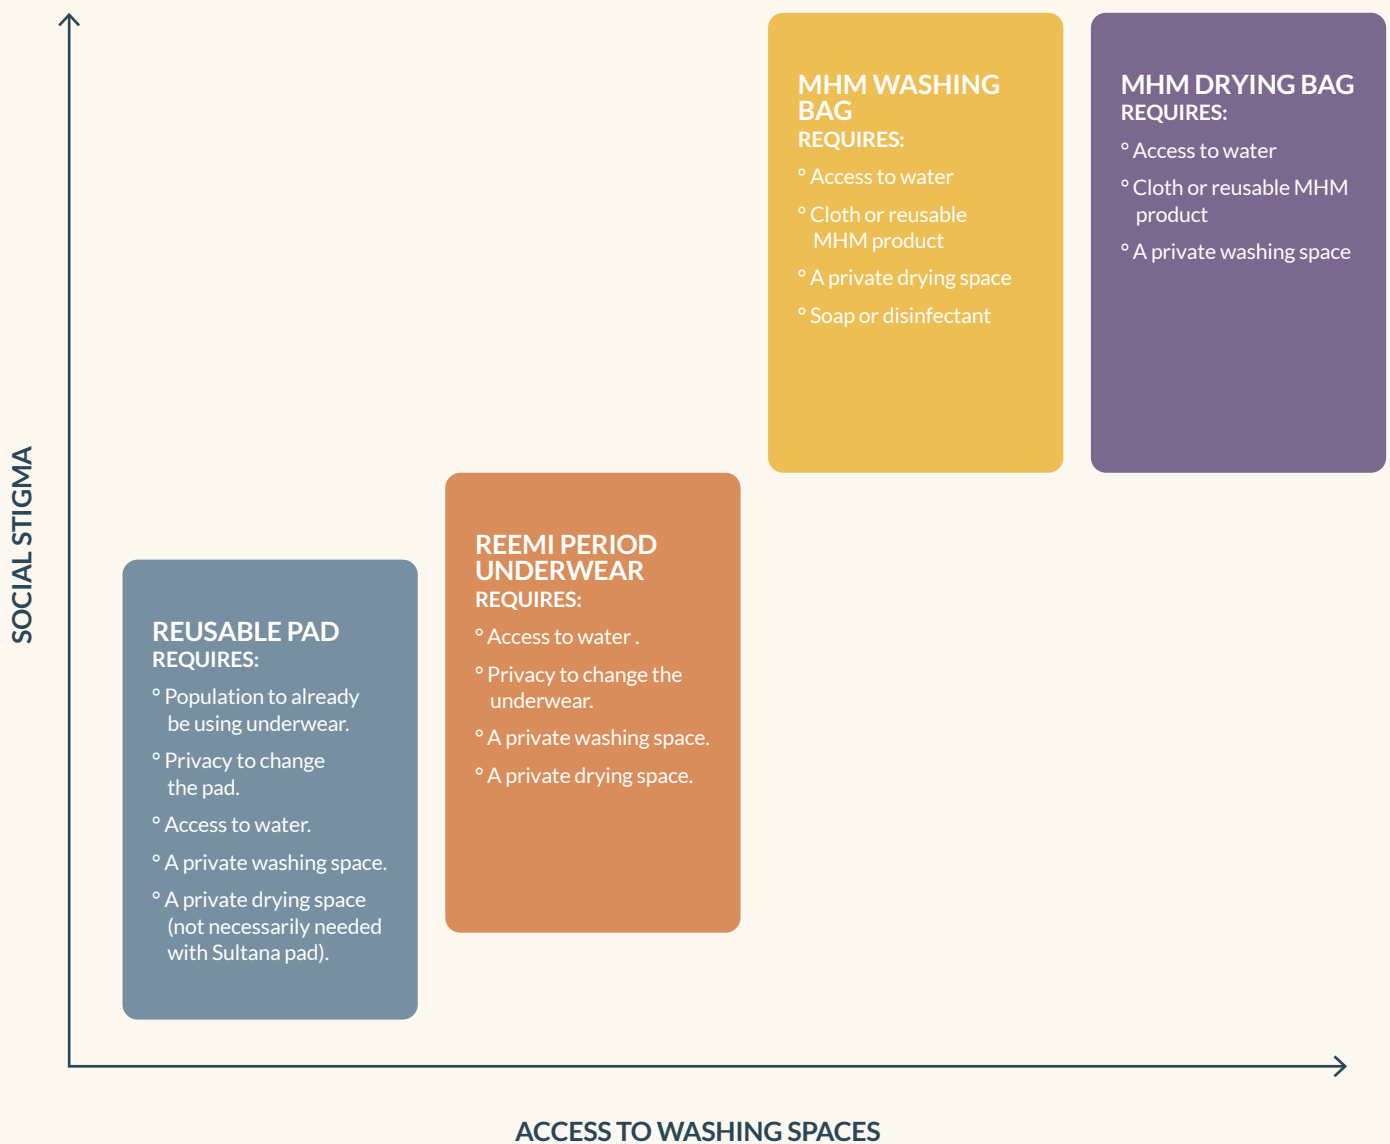 SOCIAL STIGMA
REUSABLE PAD
REQUIRES:
° Population to already
be using underwear.
° Privacy to change
the pad.
° Access to water.
° A private washing space.
° A private drying space
(not necessarily needed
with Sultana pad).
REEMI PERIOD
UNDERWEAR
REQUIRES:
° Access to water .
° Privacy to change the
underwear.
° A private washing space.
° A private drying space.
MHM WASHING
BAG
REQUIRES:
° Access to water
° Cloth or reusable
MHM product
° A private drying space
° Soap or disinfectant
MHM DRYING BAG
REQUIRES:
° Access to water
° Cloth or reusable MHM
product
° A private washing space
ACCESS TO WASHING SPACES